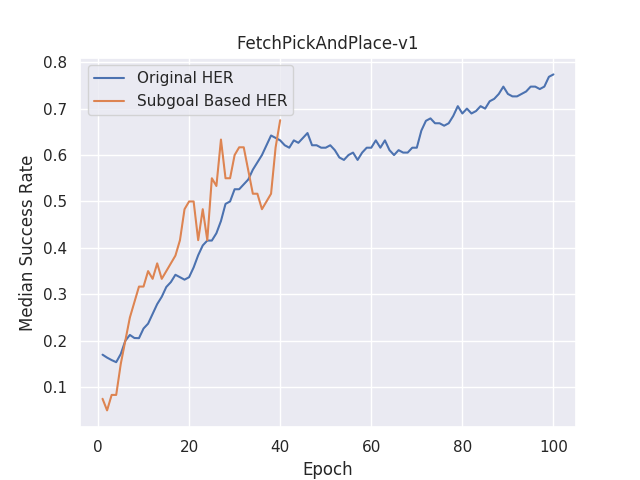 FetchPickAndPlace-v1
Original HER
Subgoal Based HER
Median Success Rate
0.8
0.7
0.6
0.5
0.4
0.3
0.2
0.1
0 20 40 60 80 100
Epoch